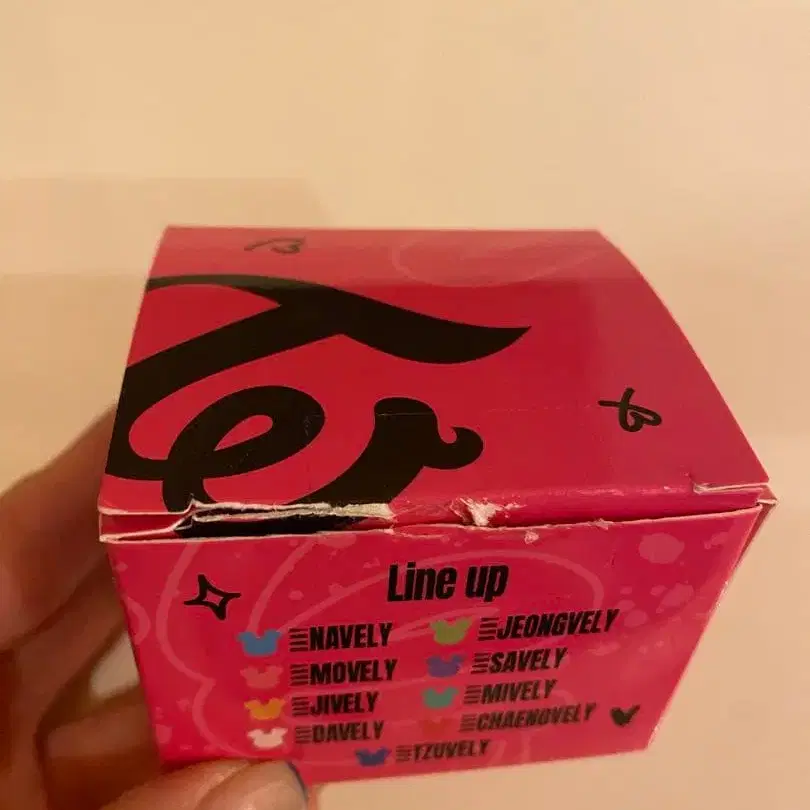 Line up
NAVELY JEONGVELY
MOVELY SAVELY
JIVELY MIVELY
DAVELY CHAENGVELY
TZUVELY